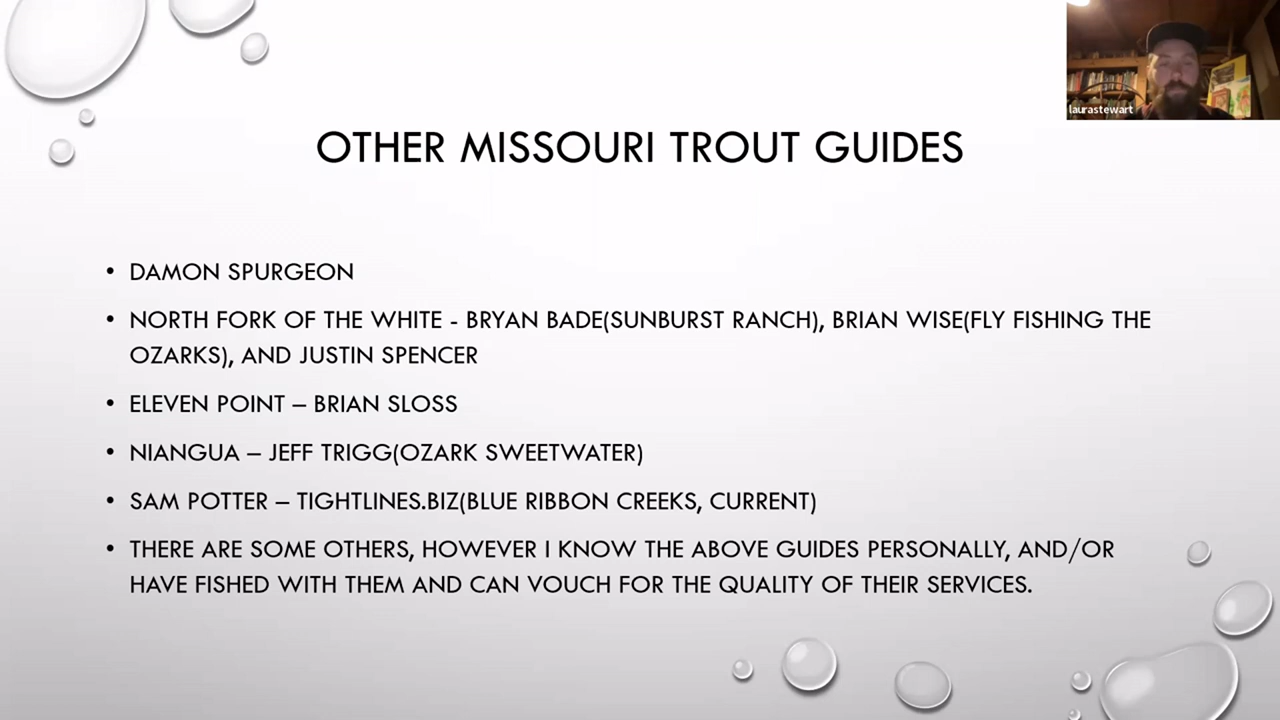 laurastewart
OTHER MISSOURI TROUT GUIDES
• DAMON SPURGEON
• NORTH FORK OF THE WHITE - BRYAN BADE(SUNBURST RANCH), BRIAN WISE(FLY FISHING THE
OZARKS), AND JUSTIN SPENCER
• ELEVEN POINT – BRIAN SLOSS
• NIANGUA – JEFF TRIGG(OZARK SWEETWATER)
• SAM POTTER – TIGHTLINES.BIZ(BLUE RIBBON CREEKS, CURRENT)
• THERE ARE SOME OTHERS, HOWEVER I KNOW THE ABOVE GUIDES PERSONALLY, AND/OR
HAVE FISHED WITH THEM AND CAN VOUCH FOR THE QUALITY OF THEIR SERVICES.